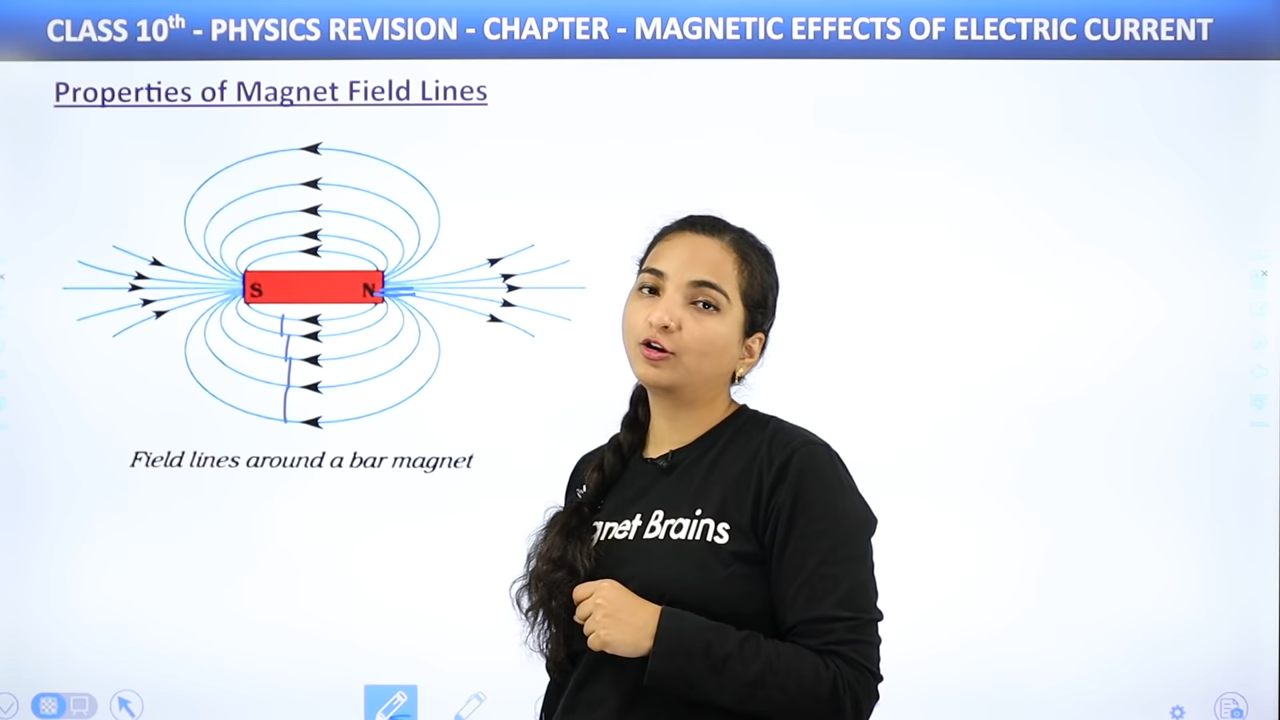 CLASS 10th - PHYSICS REVISION - CHAPTER - MAGNETIC EFFECTS OF ELECTRIC CURRENT
Properties of Magnet Field Lines
S N
Field lines around a bar magnet
gnet Brains